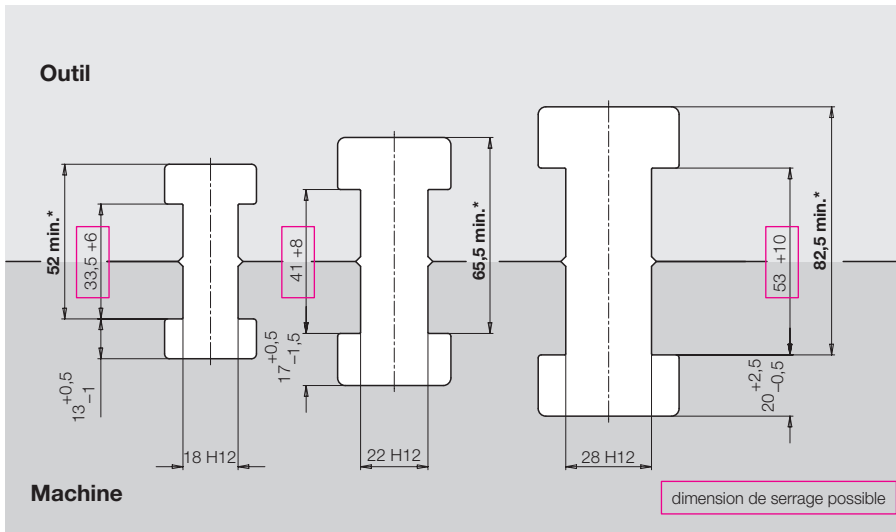 Outil
52 min.*
33,5 +6
13 +0,5 –1
18 H12
41 +8
65,5 min.*
17 +0,5 –1,5
22 H12
53 +10
82,5 min.*
20 +2,5 –0,5
28 H12
Machine
dimension de serrage possible